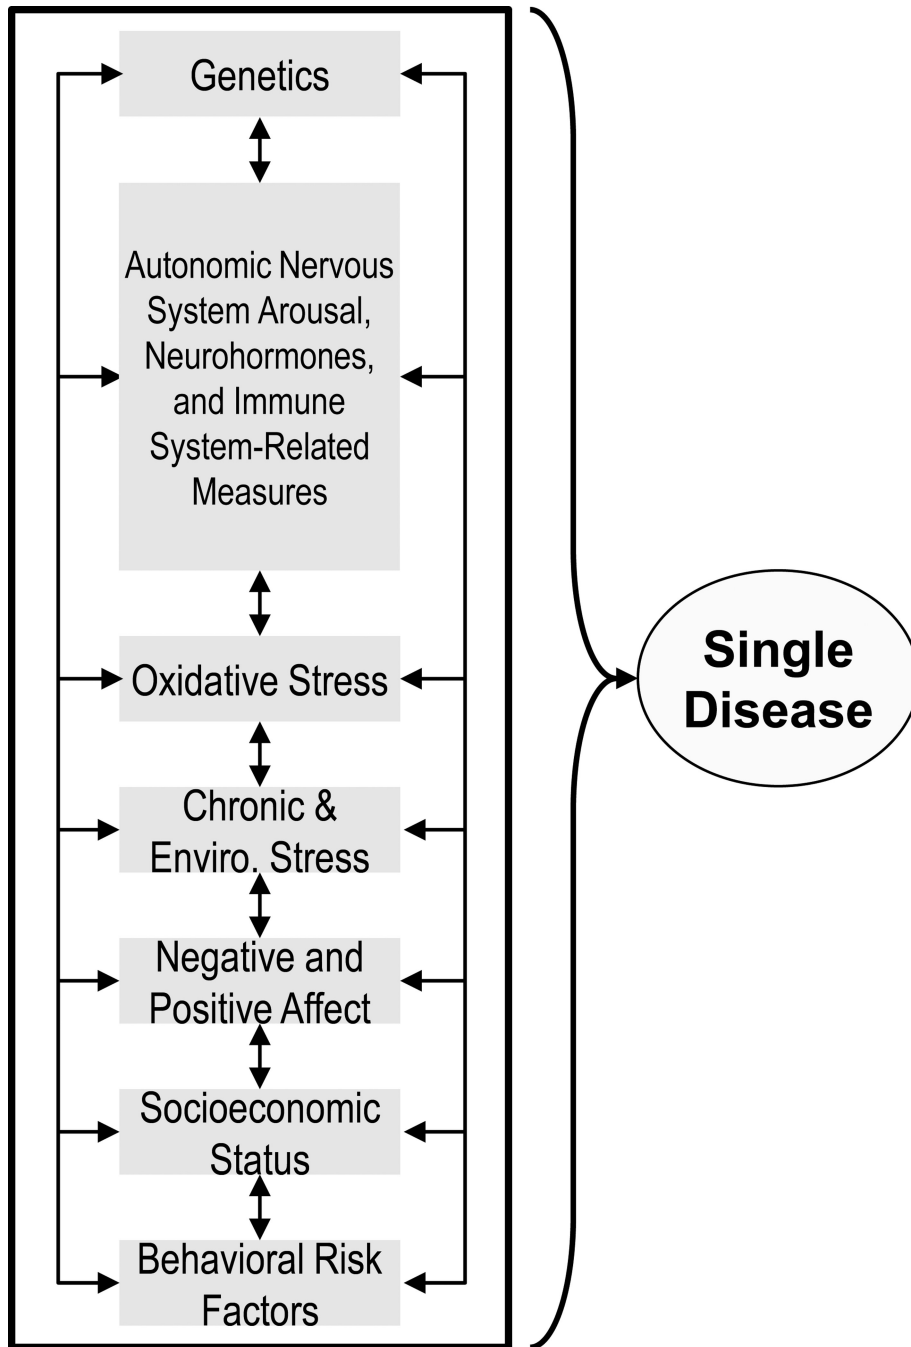 Genetics
Autonomic Nervous
System Arousal,
Neurohormones,
and Immune
System-Related
Measures
Oxidative Stress
Chronic &
Enviro. Stress
Negative and
Positive Affect
Socioeconomic
Status
Behavioral Risk
Factors
Single
Disease